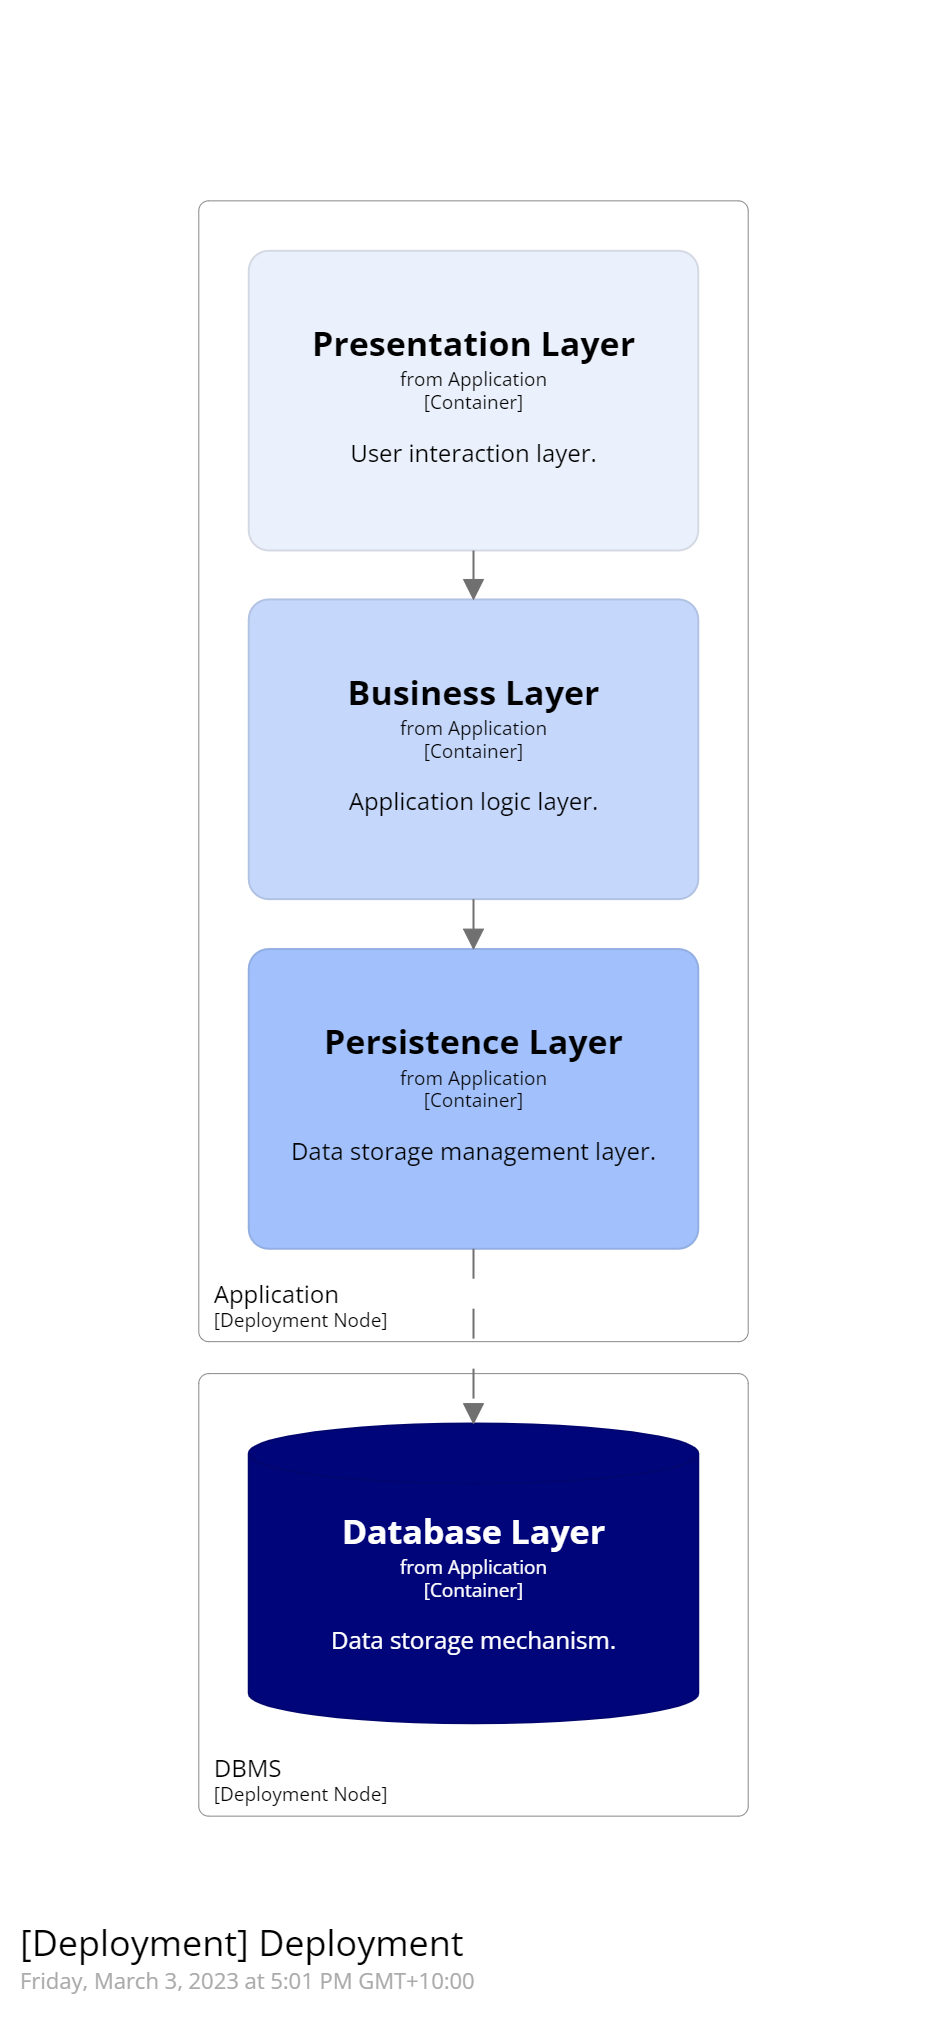 Presentation Layer
from Application
[Container]
User interaction layer.
Business Layer
from Application
[Container]
Application logic layer.
Persistence Layer
from Application
[Container]
Data storage management layer.
Application
[Deployment Node]
Database Layer
from Application
[Container]
Data storage mechanism.
DBMS
[Deployment Node]
[Deployment] Deployment
Friday, March 3, 2023 at 5:01 PM GMT+10:00